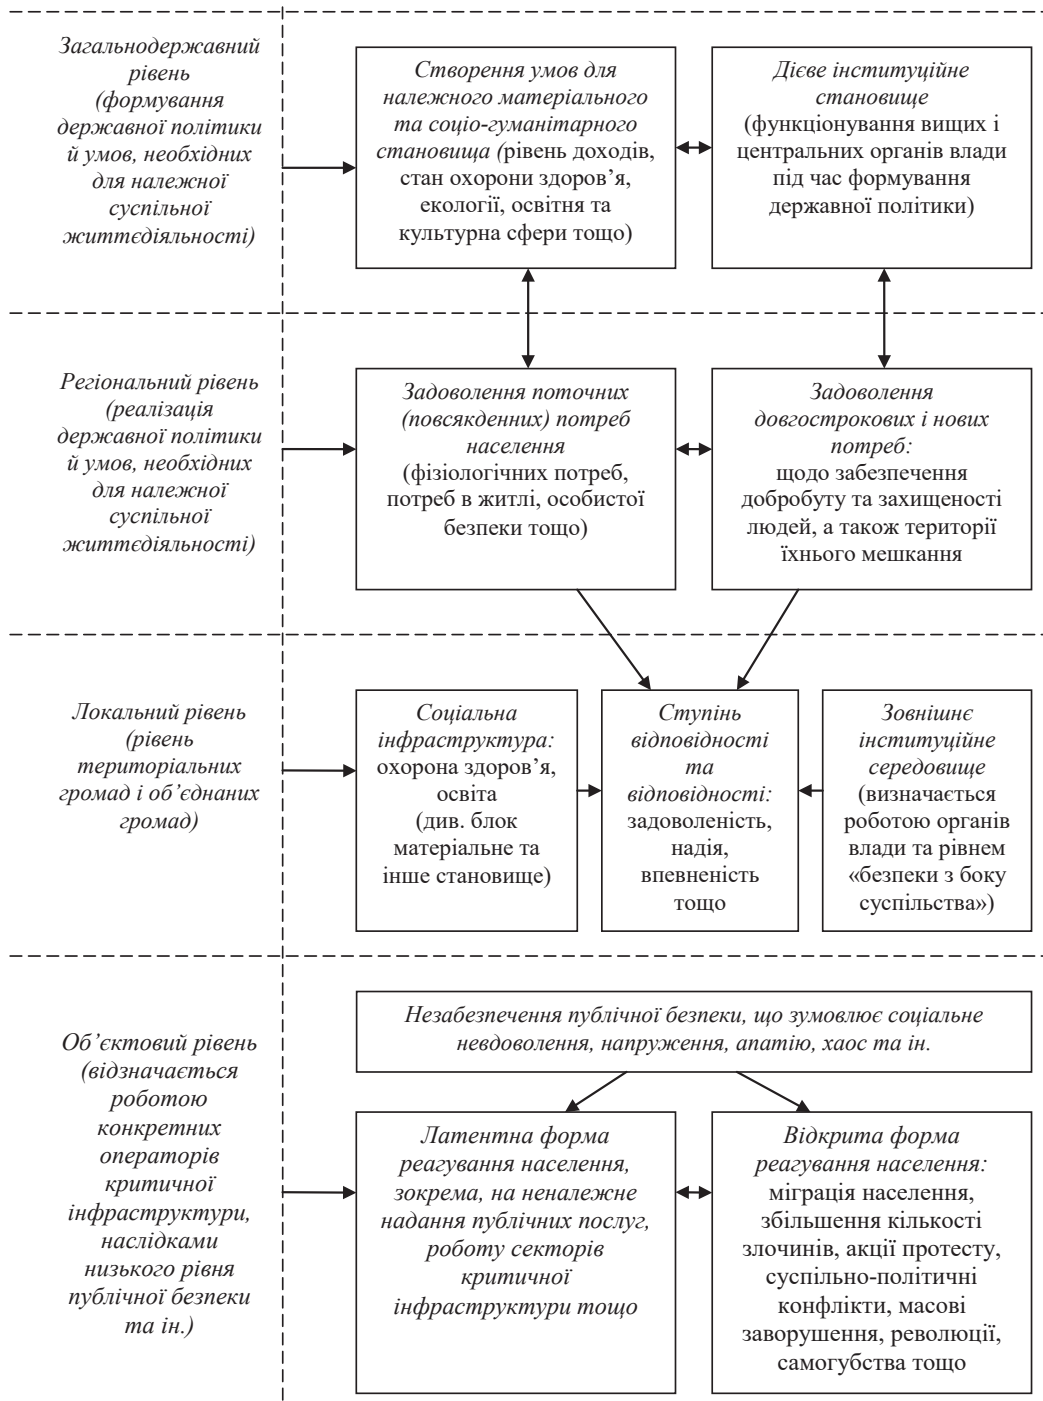 Загальнодержавний
рівень
(формування
державної політики
й умов, необхідних
для належної
суспільної
життєдіяльності)
Створення умов для
належного матеріального
та соціо-гуманітарного
становища (рівень доходів,
стан охорони здоров’я,
екології, освітня та
культурна сфери тощо)
Дієве інституційне
становище
(функціонування вищих і
центральних органів влади
під час формування
державної політики)
Регіональний рівень
(реалізація
державної політики
й умов, необхідних
для належної
суспільної
життєдіяльності)
Задоволення поточних
(повсякденних) потреб
населення
(фізіологічних потреб,
потреб в житлі, особистої
безпеки тощо)
Задоволення
довгострокових і нових
потреб:
щодо забезпечення
добробуту та захищеності
людей, а також території
їхнього мешкання
Локальний рівень
(рівень
територіальних
громад і об’єднаних
громад)
Соціальна
інфраструктура:
охорона здоров’я,
освіта
(див. блок
матеріальне та
інше становище)
Ступінь
відповідності
та
відповідності:
задоволеність,
надія,
впевненість
тощо
Зовнішнє
інституційне
середовище
(визначається
роботою органів
влади та рівнем
«безпеки з боку
суспільства»)
Об’єктовий рівень
(відзначається
роботою
конкретних
операторів
критичної
інфраструктури,
наслідками
низького рівня
публічної безпеки
та ін.)
Незабезпечення публічної безпеки, що зумовлює соціальне
невдоволення, напруження, апатію, хаос та ін.
Латентна форма
реагування населення,
зокрема, на неналежне
надання публічних послуг,
роботу секторів
критичної
інфраструктури тощо
Відкрита форма
реагування населення:
міграція населення,
збільшення кількості
злочинів, акції протесту,
суспільно-політичні
конфлікти, масові
заворушення, революції,
самогубства тощо